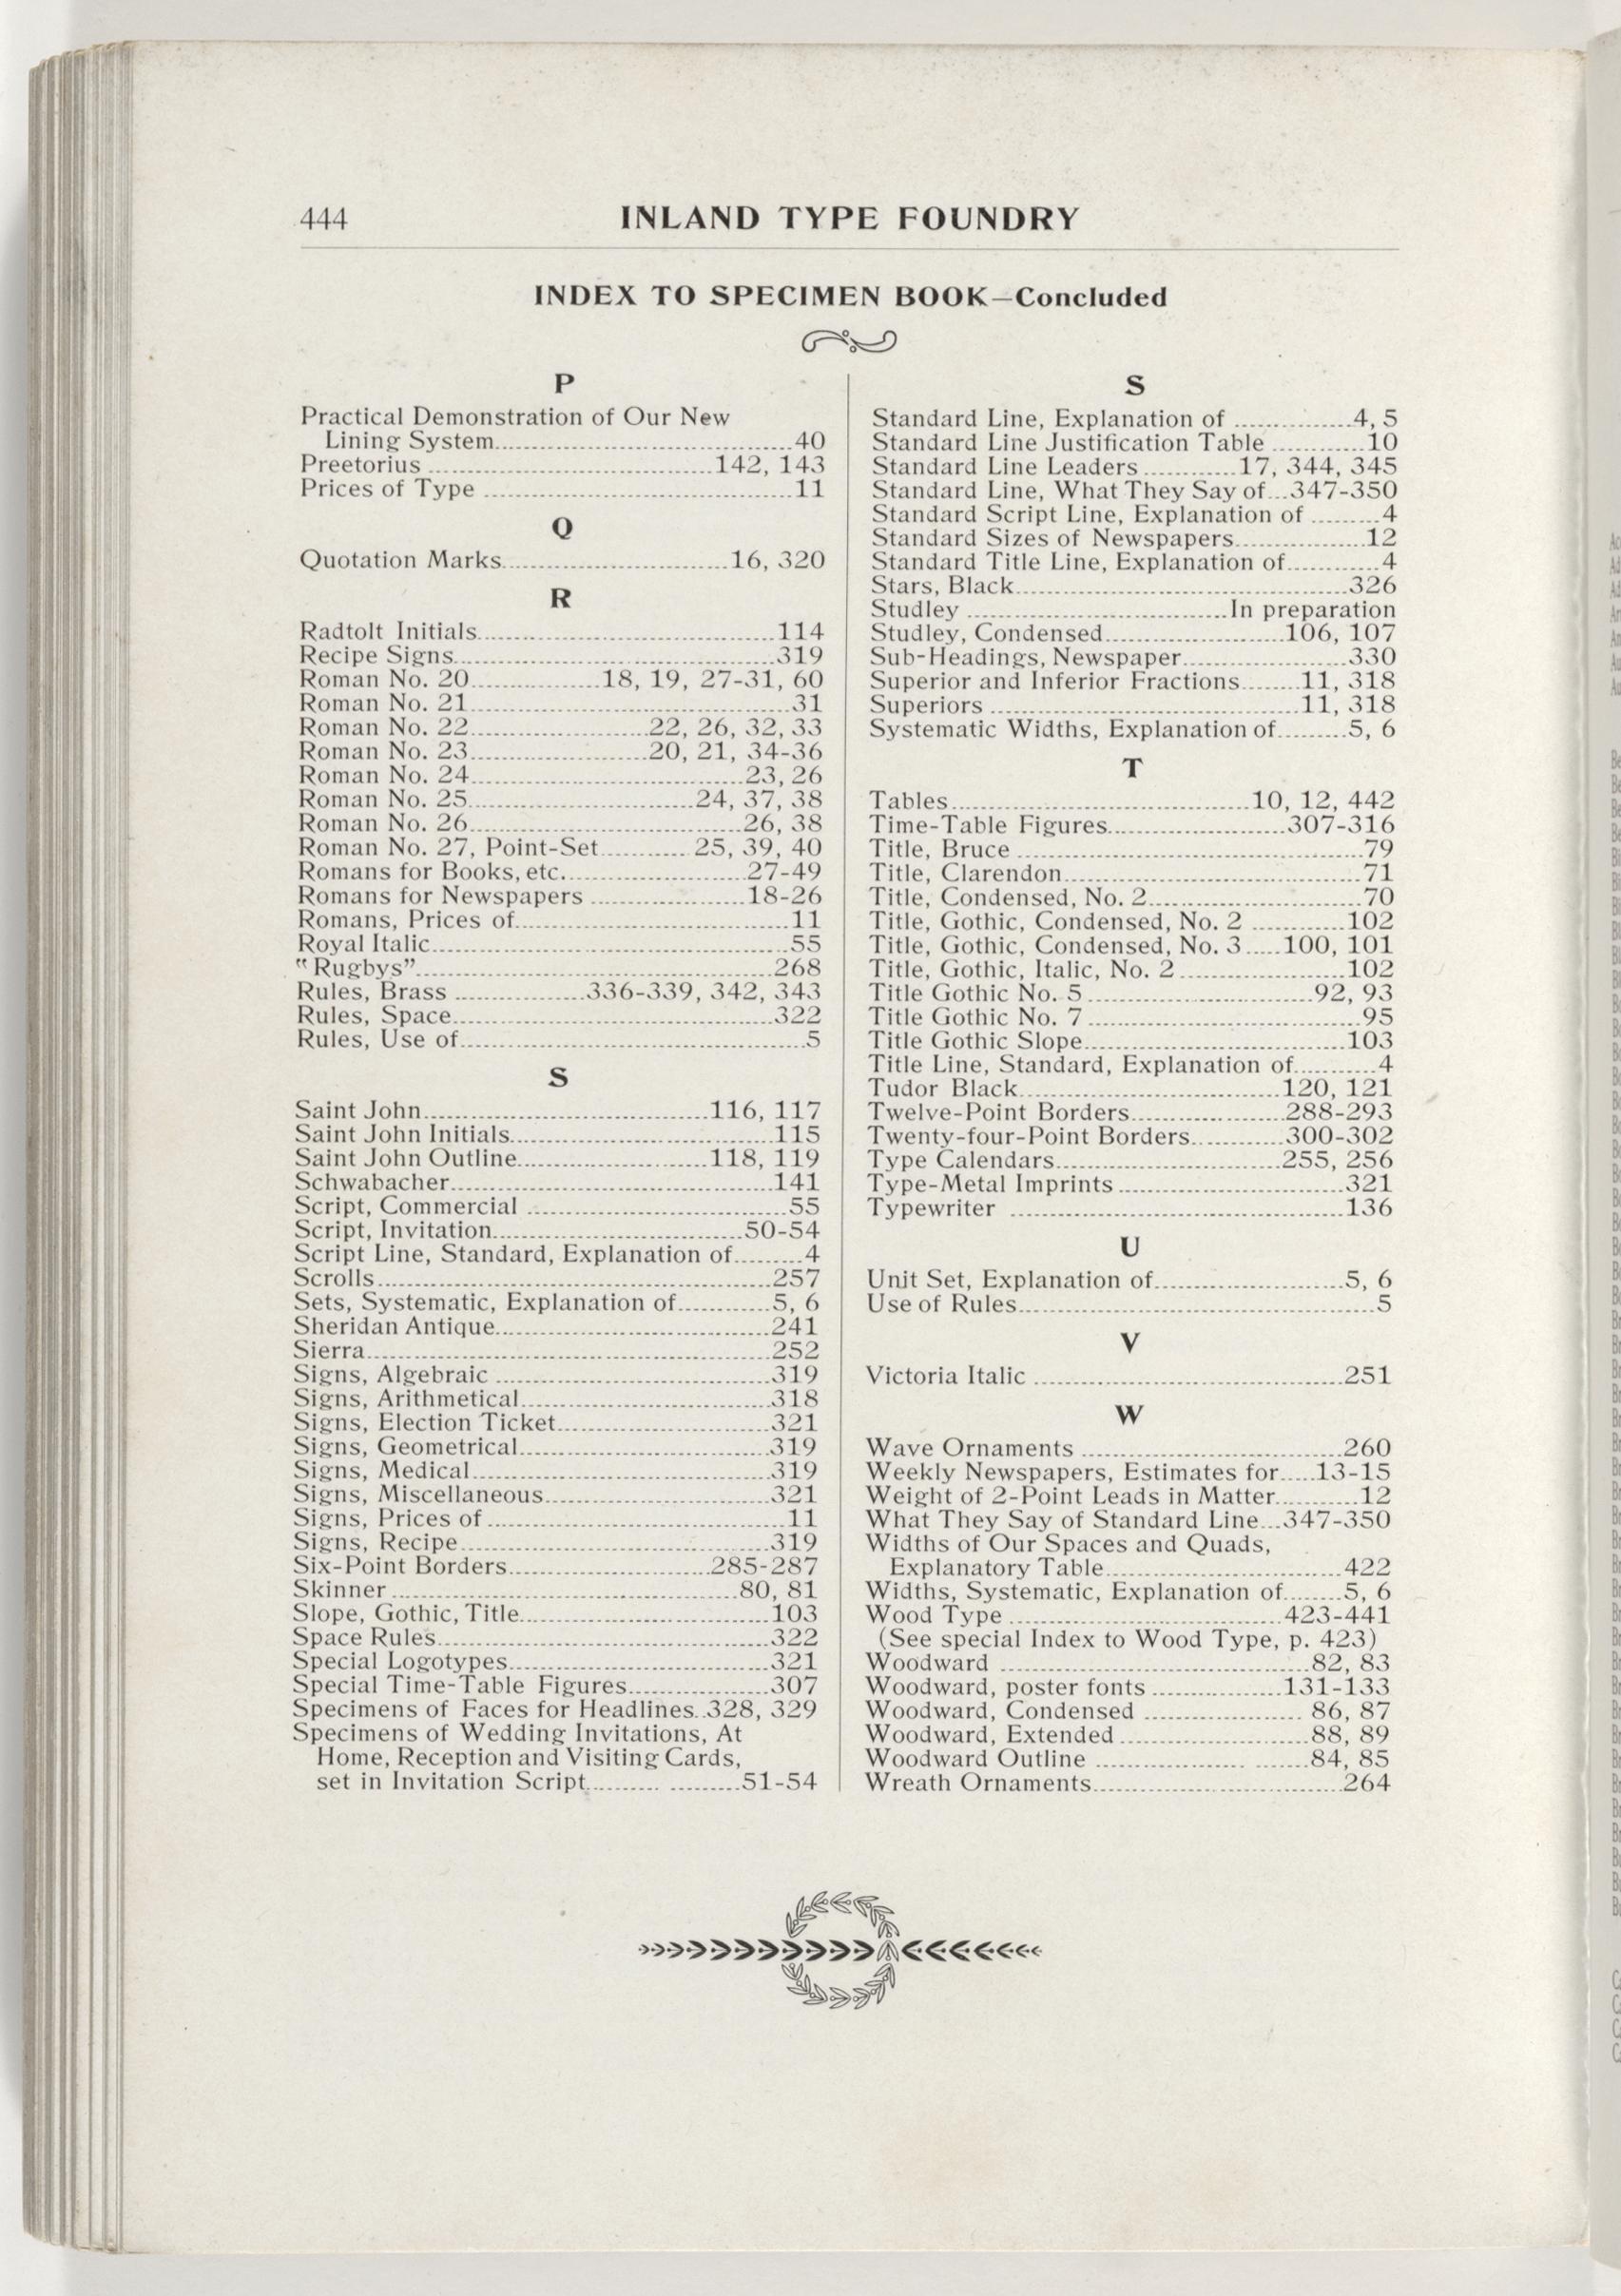 444
INLAND TYPE FOUNDRY
INDEX TO SPECIMEN BOOK—Concluded
P
Practical Demonstration of Our New
Lining System 40
Preetorius 142, 143
Prices of Type 11
Q
Quotation Marks 16, 320
R
Radtolt Initials 114
Recipe Signs 319
Roman No. 20 18, 19, 27-31, 60
Roman No. 21 31
Roman No. 22 22, 26, 32, 33
Roman No. 23 20, 21, 34-36
Roman No. 24 23, 26
Roman No. 25 24, 37, 38
Roman No. 26 26, 38
Roman No. 27, Point-Set 25, 39, 40
Romans for Books, etc. 27-49
Romans for Newspapers 18-26
Romans, Prices of 11
Royal Italic 55
“Rugbys” 268
Rules, Brass 336-339, 342, 343
Rules, Space 322
Rules, Use of 5
S
Saint John 116, 117
Saint John Initials 115
Saint John Outline 118, 119
Schwabacher 141
Script, Commercial 55
Script, Invitation 50-54
Script Line, Standard, Explanation of 4
Scrolls 257
Sets, Systematic, Explanation of 5, 6
Sheridan Antique 241
Sierra 252
Signs, Algebraic 319
Signs, Arithmetical 318
Signs, Election Ticket 321
Signs, Geometrical 319
Signs, Medical 319
Signs, Miscellaneous 321
Signs, Prices of 11
Signs, Recipe 319
Six-Point Borders 285-287
Skinner 80, 81
Slope, Gothic, Title 103
Space Rules 322
Special Logotypes 321
Special Time-Table Figures 307
Specimens of Faces for Headlines 328, 329
Specimens of Wedding Invitations, At
Home, Reception and Visiting Cards,
set in Invitation Script 51-54
S
Standard Line, Explanation of 4, 5
Standard Line Justification Table 10
Standard Line Leaders 17, 344, 345
Standard Line, What They Say of 347-350
Standard Script Line, Explanation of 4
Standard Sizes of Newspapers 12
Standard Title Line, Explanation of 4
Stars, Black 326
Studley In preparation
Studley, Condensed 106, 107
Sub-Headings, Newspaper 330
Superior and Inferior Fractions 11, 318
Superiors 11, 318
Systematic Widths, Explanation of 5, 6
T
Tables 10, 12, 442
Time-Table Figures 307-316
Title, Bruce 79
Title, Clarendon 71
Title, Condensed, No. 2 70
Title, Gothic, Condensed, No. 2 102
Title, Gothic, Condensed, No. 3 100, 101
Title, Gothic, Italic, No. 2 102
Title Gothic No. 5 92, 93
Title Gothic No. 7 95
Title Gothic Slope 103
Title Line, Standard, Explanation of 4
Tudor Black 120, 121
Twelve-Point Borders 288-293
Twenty-four-Point Borders 300-302
Type Calendars 255, 256
Type-Metal Imprints 321
Typewriter 136
U
Unit Set, Explanation of 5, 6
Use of Rules 5
V
Victoria Italic 251
W
Wave Ornaments 260
Weekly Newspapers, Estimates for 13-15
Weight of 2-Point Leads in Matter 12
What They Say of Standard Line 347-350
Widths of Our Spaces and Quads,
Explanatory Table 422
Widths, Systematic, Explanation of 5, 6
Wood Type 423-441
(See special Index to Wood Type, p. 423)
Woodward 82, 83
Woodward, poster fonts 131-133
Woodward, Condensed 86, 87
Woodward, Extended 88, 89
Woodward Outline 84, 85
Wreath Ornaments 264